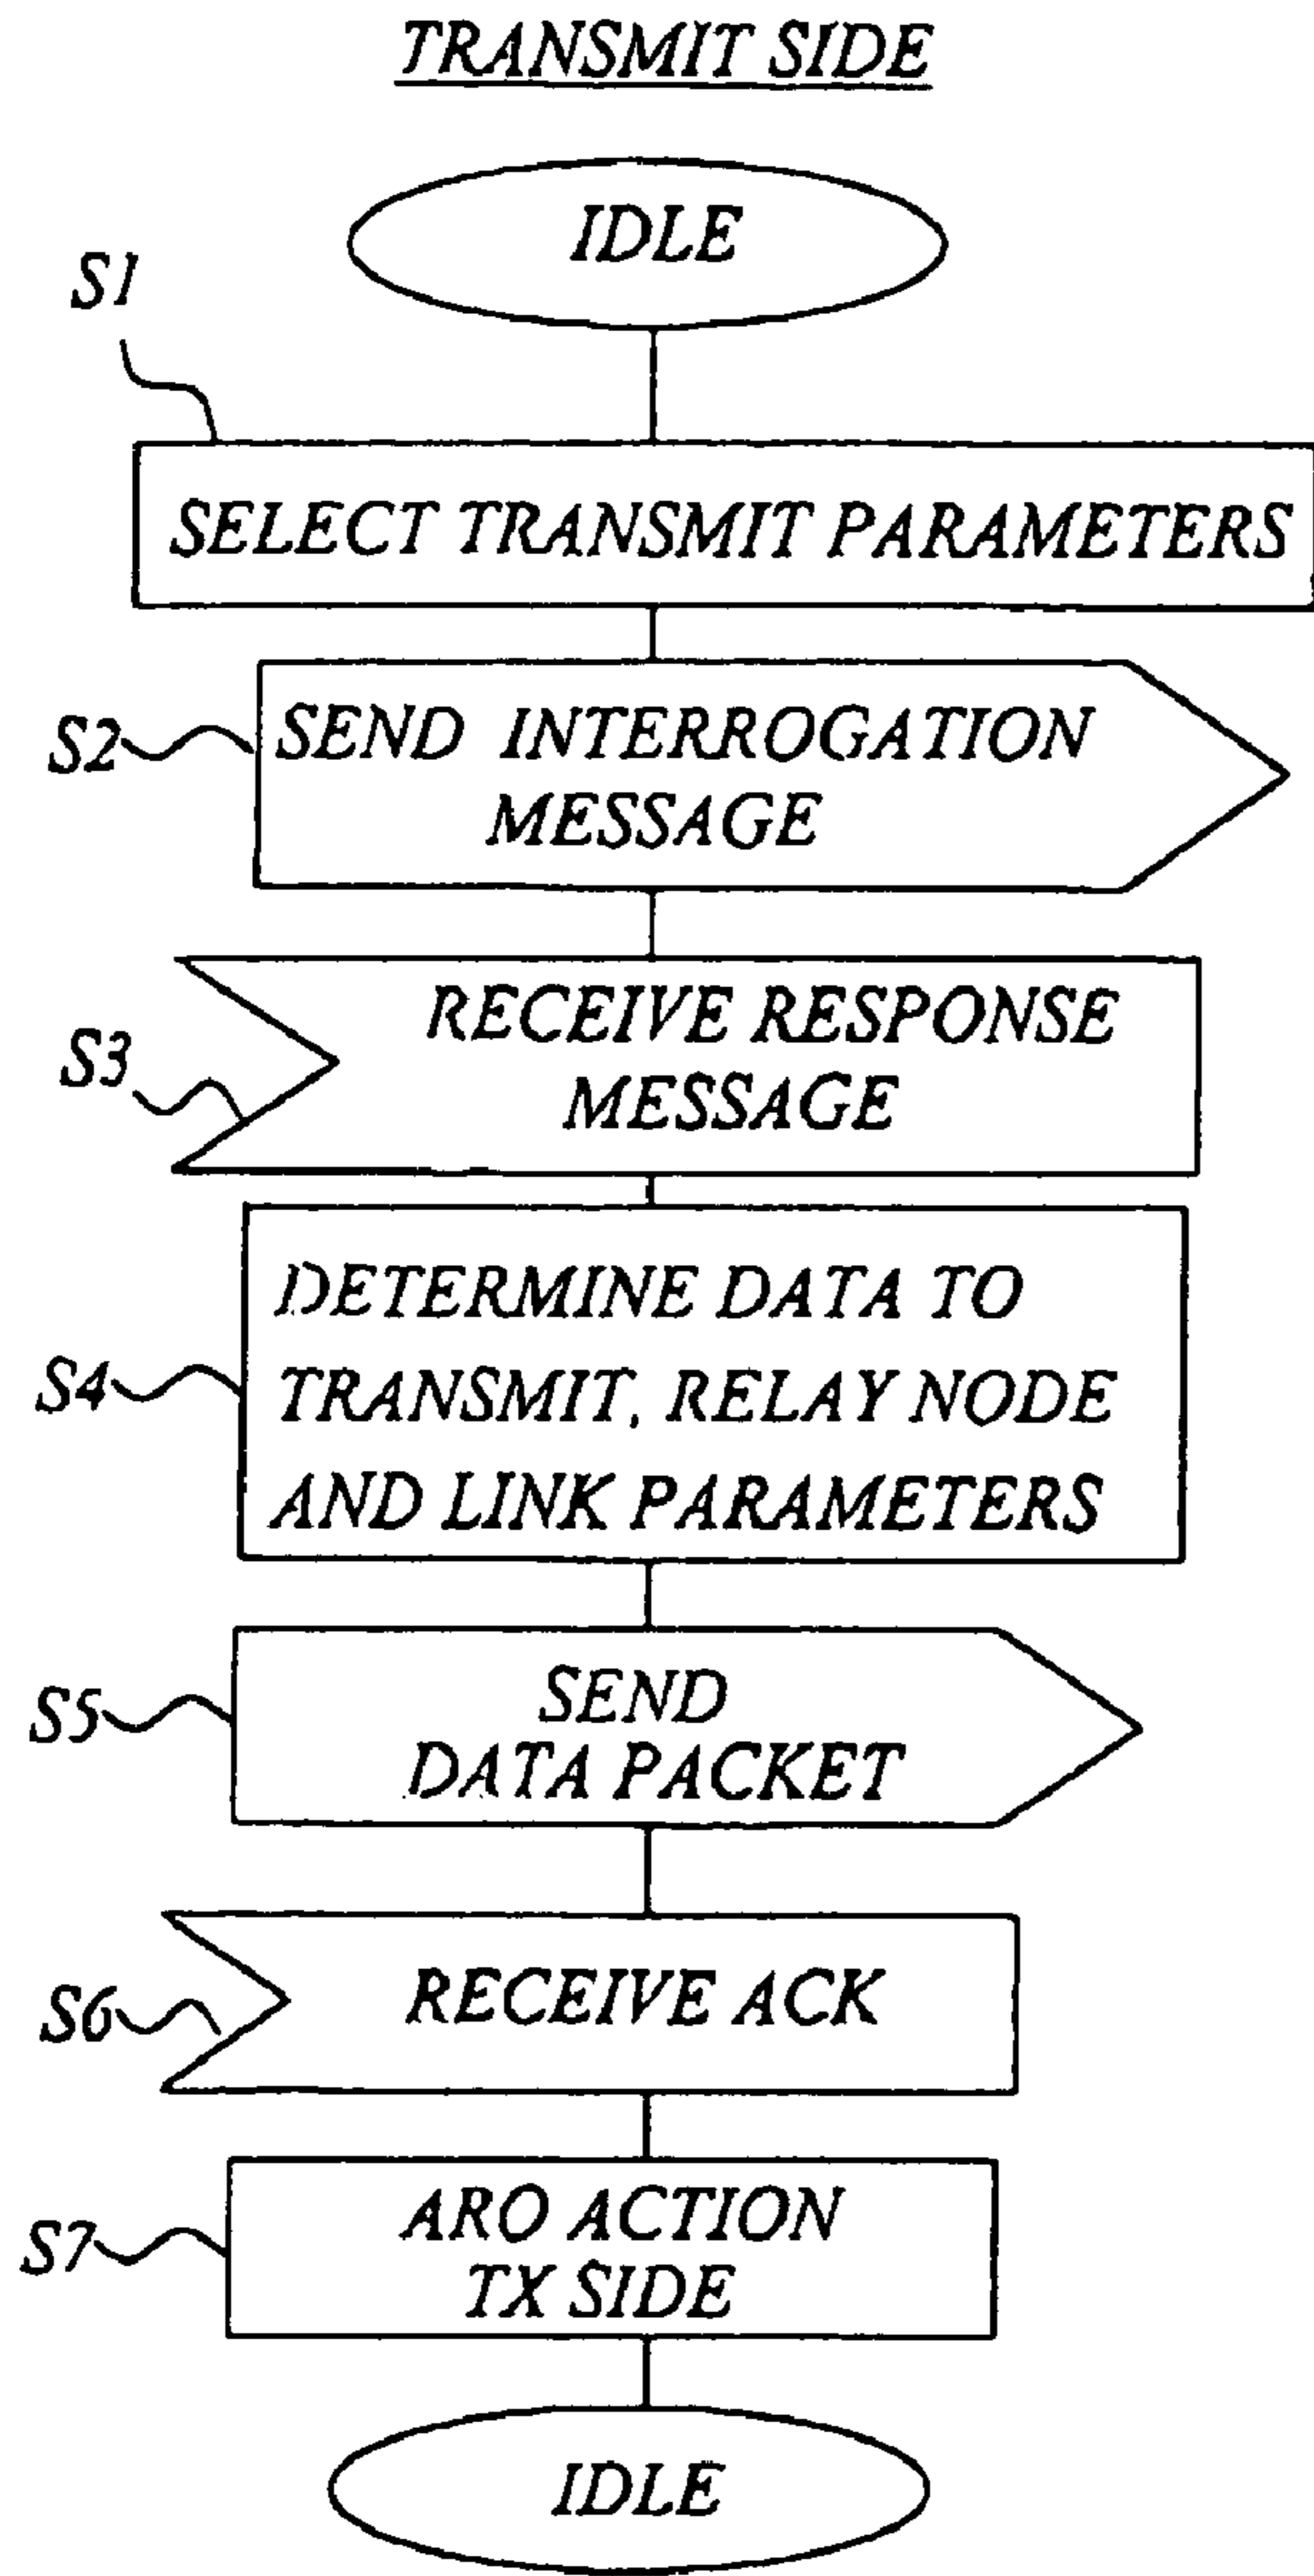 TRANSMIT SIDE
IDLE
S1
SELECT TRANSMIT PARAMETERS
S2
SEND INTERROGATION
MESSAGE
S3
RECEIVE RESPONSE
MESSAGE
S4
DETERMINE DATA TO
TRANSMIT, RELAY NODE
AND LINK PARAMETERS
S5
SEND
DATA PACKET
S6
RECEIVE ACK
S7
ARO ACTION
TX SIDE
IDLE